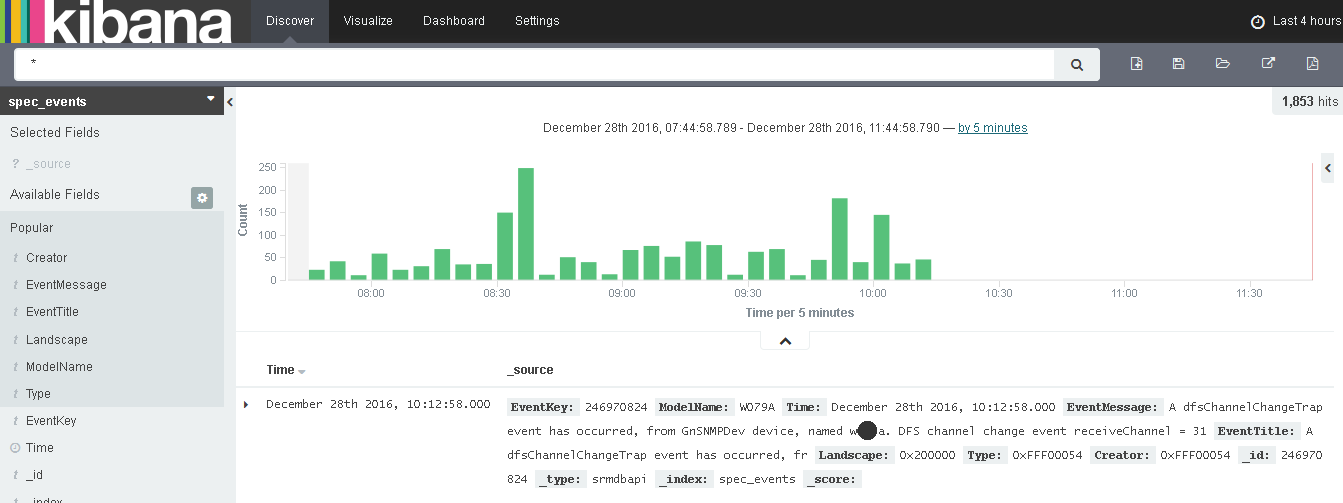 kibana Discover Visualize Dashboard Settings Last 4 hours
*
spec_events
1,853 hits
Selected Fields
? _source
Available Fields
Popular
t Creator
t EventMessage
t EventTitle
t Landscape
t ModelName
t Type
t EventKey
Time
t _id
December 28th 2016, 07:44:58.789 - December 28th 2016, 11:44:58.790 — by 5 minutes
Count
250
200
150
100
50
0
08:00 08:30 09:00 09:30 10:00 10:30 11:00 11:30
Time per 5 minutes
Time _source
December 28th 2016, 10:12:58.000 EventKey: 246970824 ModelName: WO79A Time: December 28th 2016, 10:12:58.000 EventMessage: A dfsChannelChangeTrap
event has occurred, from GnSNMPDev device, named a. DFS channel change event receiveChannel = 31 EventTitle: A
dfsChannelChangeTrap event has occurred, fr Landscape: 0x200000 Type: 0xFFF00054 Creator: 0xFFF00054 _id: 246970
824 _type: srmdbapi _index: spec_events _score: